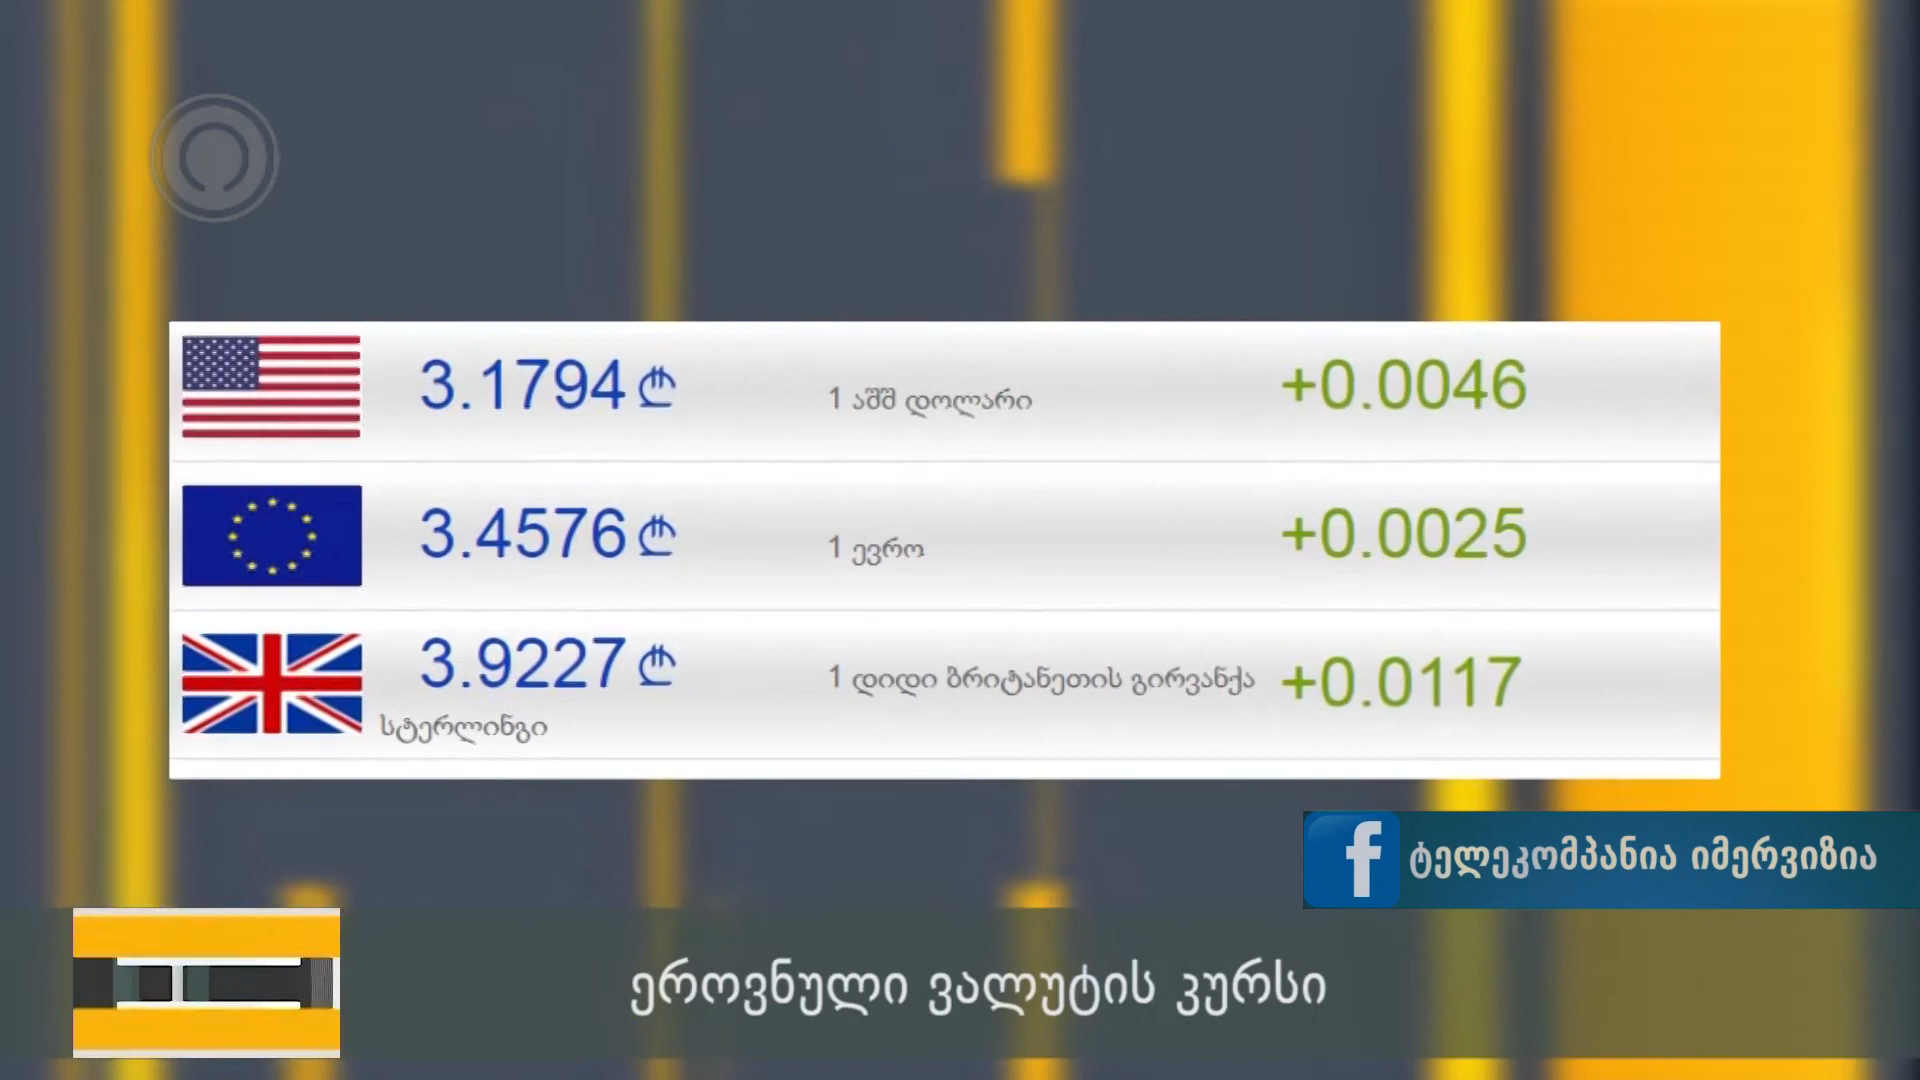 3.1794 ₾ 1 აშშ დოლარი +0.0046
3.4576 ₾ 1 ევრო +0.0025
3.9227 ₾ 1 დიდი ბრიტანეთის გირვანქა +0.0117
სტერლინგი
f ტელეკომპანია იმერვიზია
ეროვნული ვალუტის კურსი